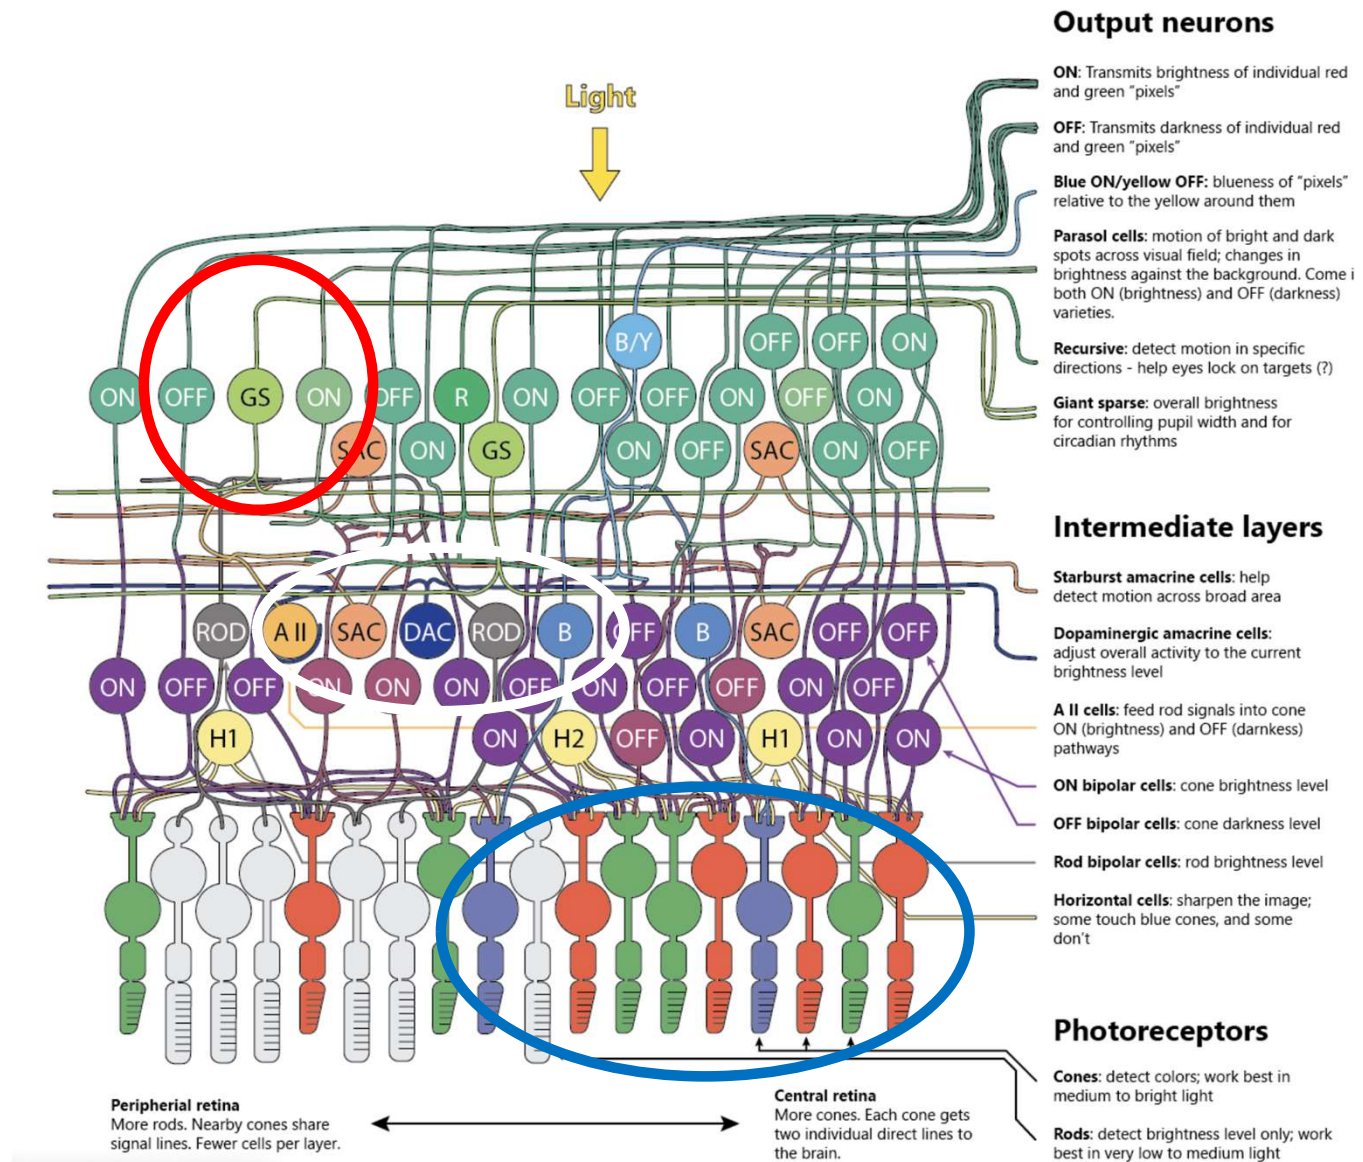 Output neurons
ON: Transmits brightness of individual red
and green "pixels"
OFF: Transmits darkness of individual red
and green "pixels"
Blue ON/yellow OFF: blueness of "pixels"
relative to the yellow around them
Parasol cells: motion of bright and dark
spots across visual field; changes in
brightness against the background. Come i
both ON (brightness) and OFF (darkness)
varieties.
Recursive: detect motion in specific
directions - help eyes lock on targets (?)
Giant sparse: overall brightness
for controlling pupil width and for
circadian rhythms
Light
B/Y OFF OFF ON
ON OFF GS ON OFF R ON OFF OFF ON OFF ON
SAC ON GS ON OFF SAC ON OFF
Intermediate layers
Starburst amacrine cells: help
detect motion across broad area
Dopaminergic amacrine cells:
adjust overall activity to the current
brightness level
A II cells: feed rod signals into cone
ON (brightness) and OFF (darnkess)
pathways
ON bipolar cells: cone brightness level
OFF bipolar cells: cone darkness level
Rod bipolar cells: rod brightness level
Horizontal cells: sharpen the image;
some touch blue cones, and some
don't
ROD A II SAC DAC ROD B OFF B SAC OFF OFF
ON OFF OFF ON ON ON OFF ON OFF OFF ON OFF
H1 ON H2 OFF ON H1 ON ON
Photoreceptors
Cones: detect colors; work best in
medium to bright light
Rods: detect brightness level only; work
best in very low to medium light
Peripherial retina
More rods. Nearby cones share
signal lines. Fewer cells per layer.
Central retina
More cones. Each cone gets
two individual direct lines to
the brain.